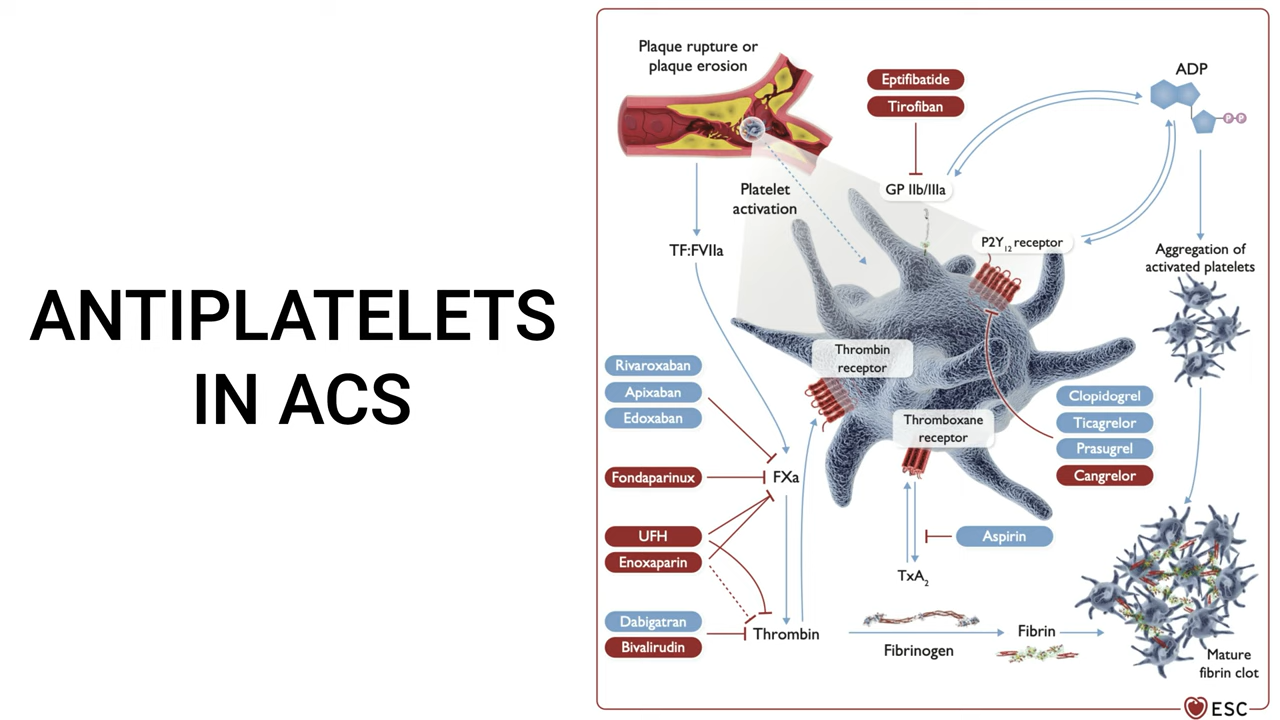 ANTIPLATELETS
IN ACS
Plaque rupture or
plaque erosion
Eptifibatide
Tirofiban
ADP
P P
Platelet
activation
GP IIb/IIIa
TF:FVIIa
P2Y12 receptor
Aggregation of
activated platelets
Thrombin
receptor
Rivaroxaban
Apixaban
Edoxaban
Thromboxane
receptor
Clopidogrel
Ticagrelor
Prasugrel
Cangrelor
Fondaparinux
FXa
UFH
Enoxaparin
Aspirin
TxA2
Dabigatran
Bivalirudin
Thrombin
Fibrinogen
Fibrin
Mature
fibrin clot
ESC